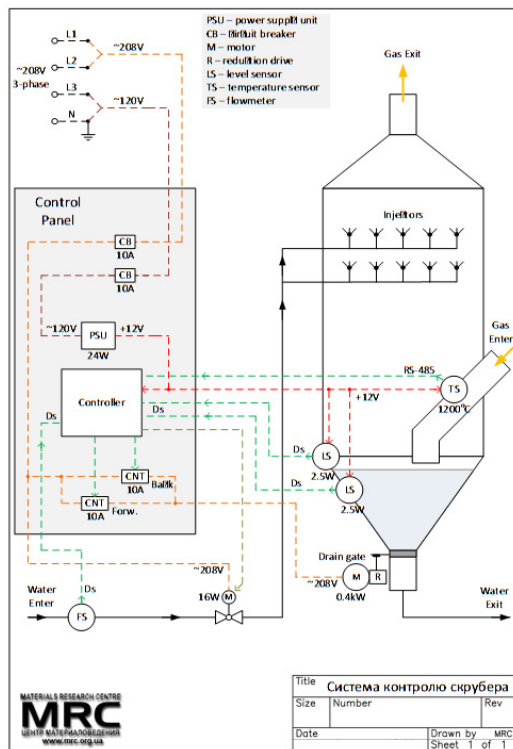 PSU – power supply unit
CB – Cirfuit breaker
M – motor
R – redultion drive
LS – level sensor
TS – temperature sensor
FS – flowmeter
Gas Exit
L1
~208V
L2
~208V
3-phase
L3
~120V
N
Control
Panel
CB
10A
CB
10A
Injeltors
~120V
PSU
+12V
24W
Gas
Enter
RS-485
TS
1200°C
+12V
Controller
Ds
Ds
Ds
LS
2.5W
Ds
LS
2.5W
CNT
Balk
10A
CNT
10A
Forw.
Drain gate
~208V
M
R
~208V
0.4kW
Water
Enter
Ds
FS
16W
M
Water
Exit
MATERIALS RESEARCH CENTRE
MRC
ЦЕНТР МАТЕРИАЛОВЕДЕНИЯ
www.mrc.org.ua
Title
Система контролю скрубера
Size
Number
Rev
Date
Drawn by MRC
Sheet 1 of 1